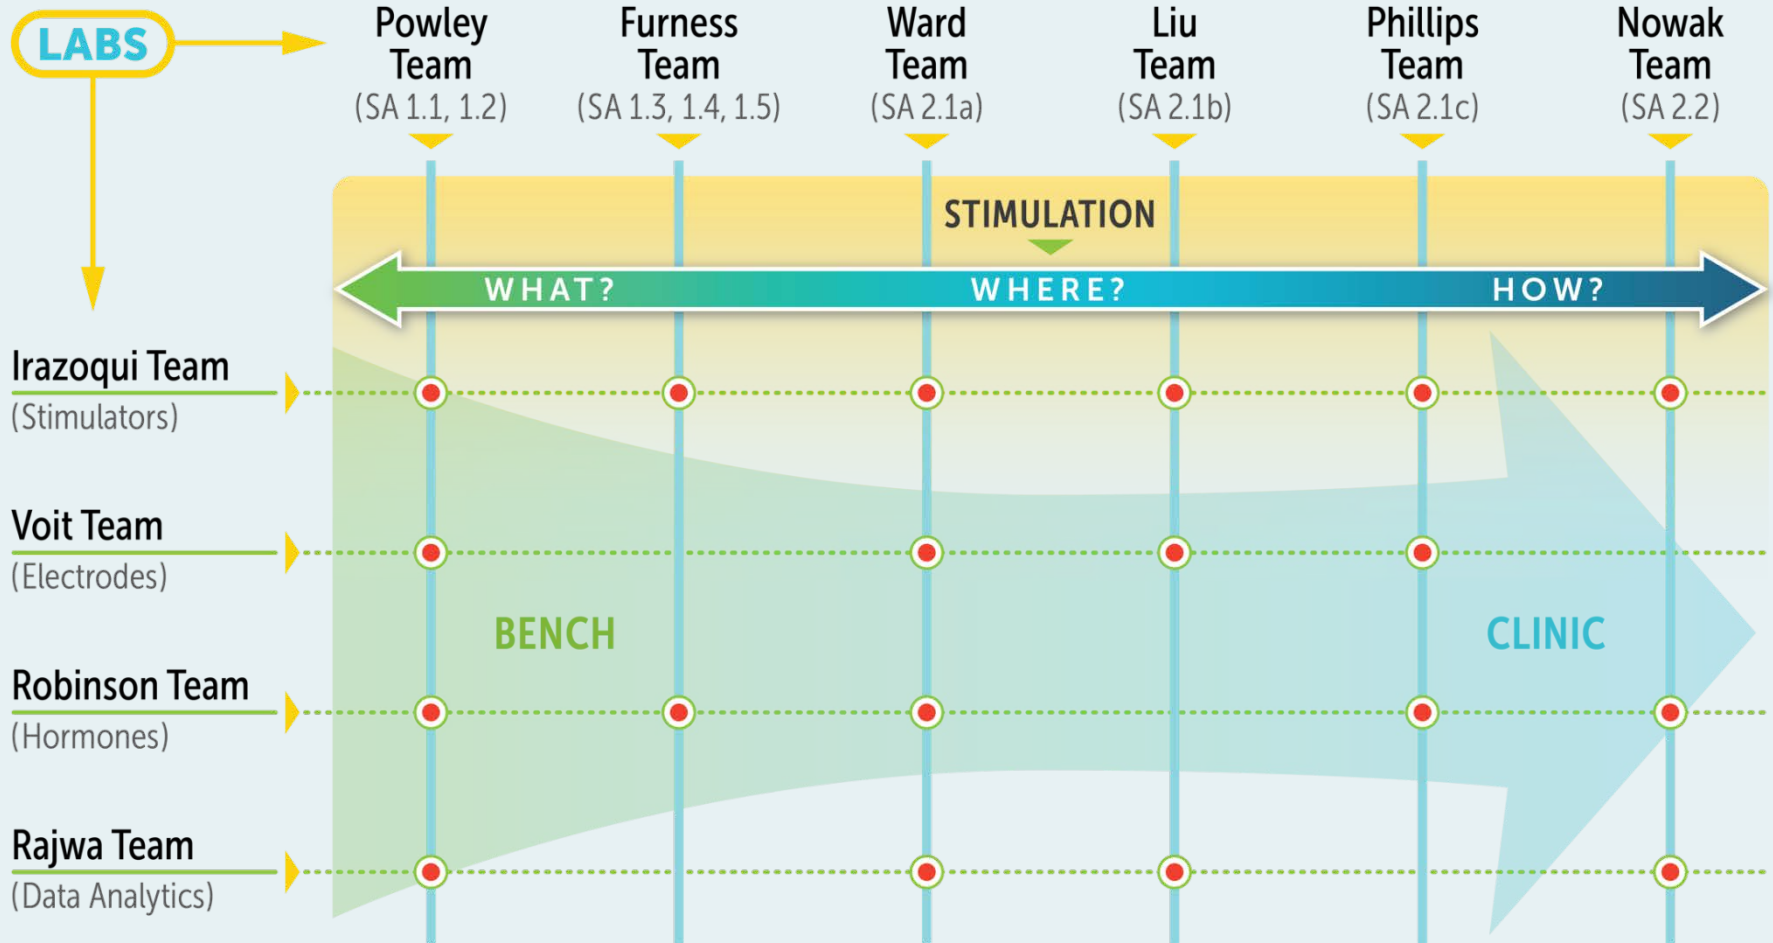 LABS
Powley
Team
(SA 1.1, 1.2)
Furness
Team
(SA 1.3, 1.4, 1.5)
Ward
Team
(SA 2.1a)
Liu
Team
(SA 2.1b)
Phillips
Team
(SA 2.1c)
Nowak
Team
(SA 2.2)
STIMULATION
WHAT?
WHERE?
HOW?
Irazoqui Team
(Stimulators)
Voit Team
(Electrodes)
BENCH
CLINIC
Robinson Team
(Hormones)
Rajwa Team
(Data Analytics)